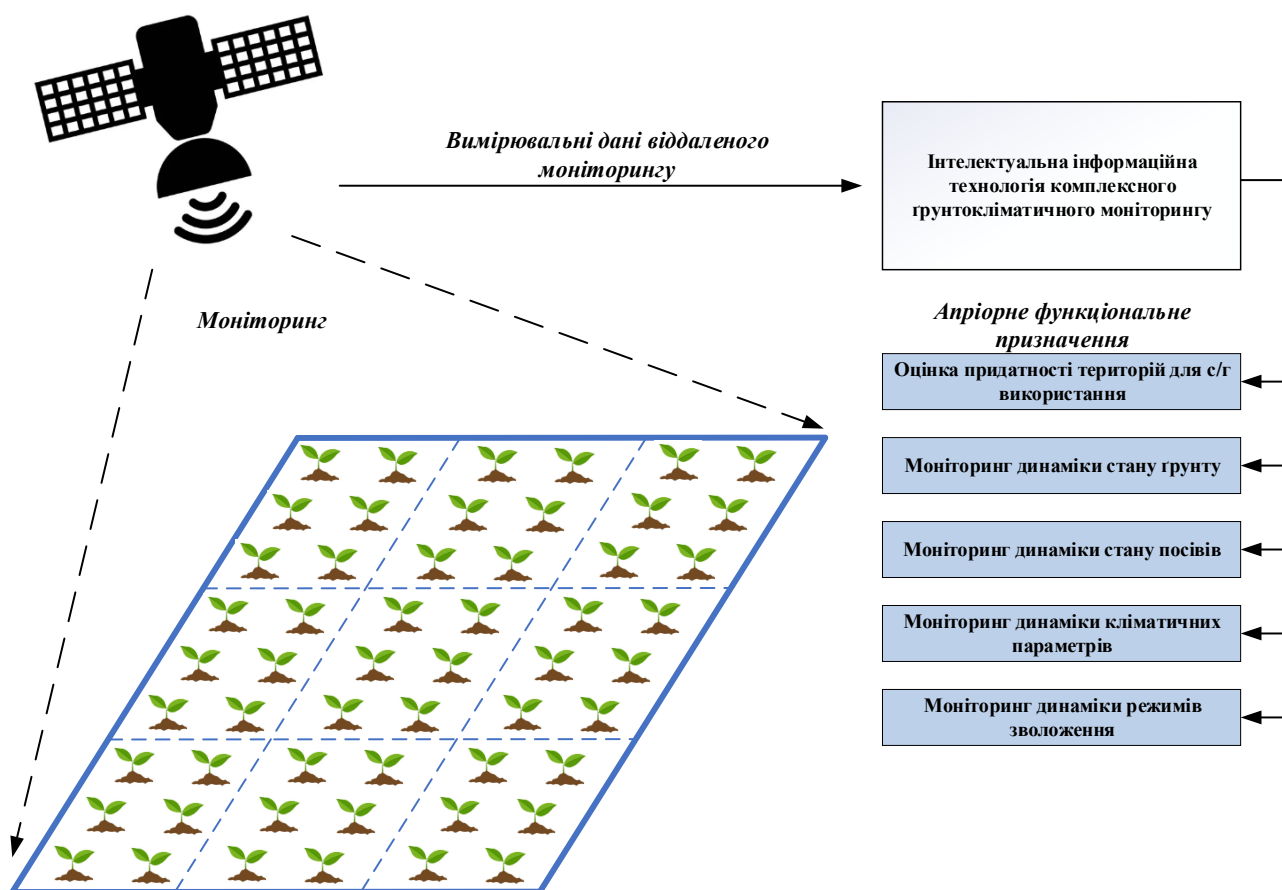 Вимірювальні дані віддаленого
моніторингу
Інтелектуальна інформаційна
технологія комплексного
ґрунтокліматичного моніторингу
Моніторинг
Апріорне функціональне
призначення
Оцінка придатності територій для с/г
використання
Моніторинг динаміки стану ґрунту
Моніторинг динаміки стану посівів
Моніторинг динаміки кліматичних
параметрів
Моніторинг динаміки режимів
зволоження